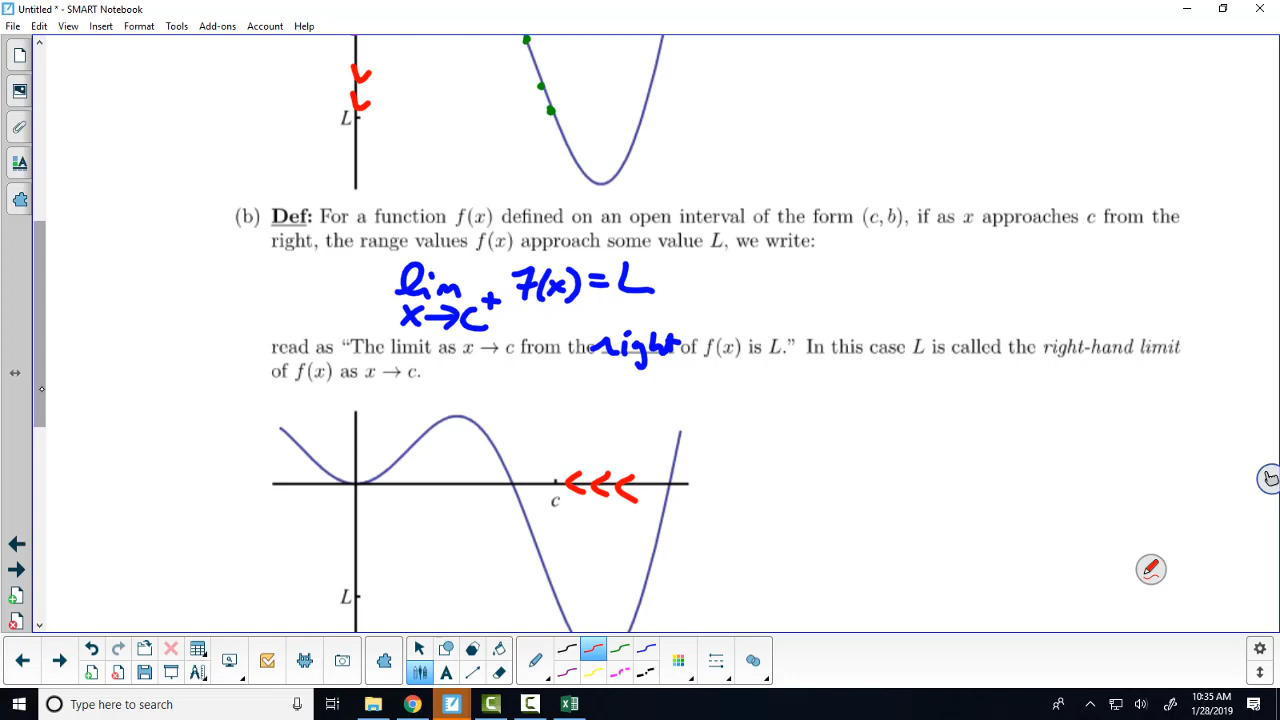 Untitled * - SMART Notebook
File Edit View Insert Format Tools Add-ons Account Help
L
(b) Def: For a function f(x) defined on an open interval of the form (c, b), if as x approaches c from the
right, the range values f(x) approach some value L, we write:
lim f(x) = L
x→c⁺
read as “The limit as x → c from the right of f(x) is L.” In this case L is called the right-hand limit
of f(x) as x → c.
c
L
Type here to search
10:35 AM
1/28/2019